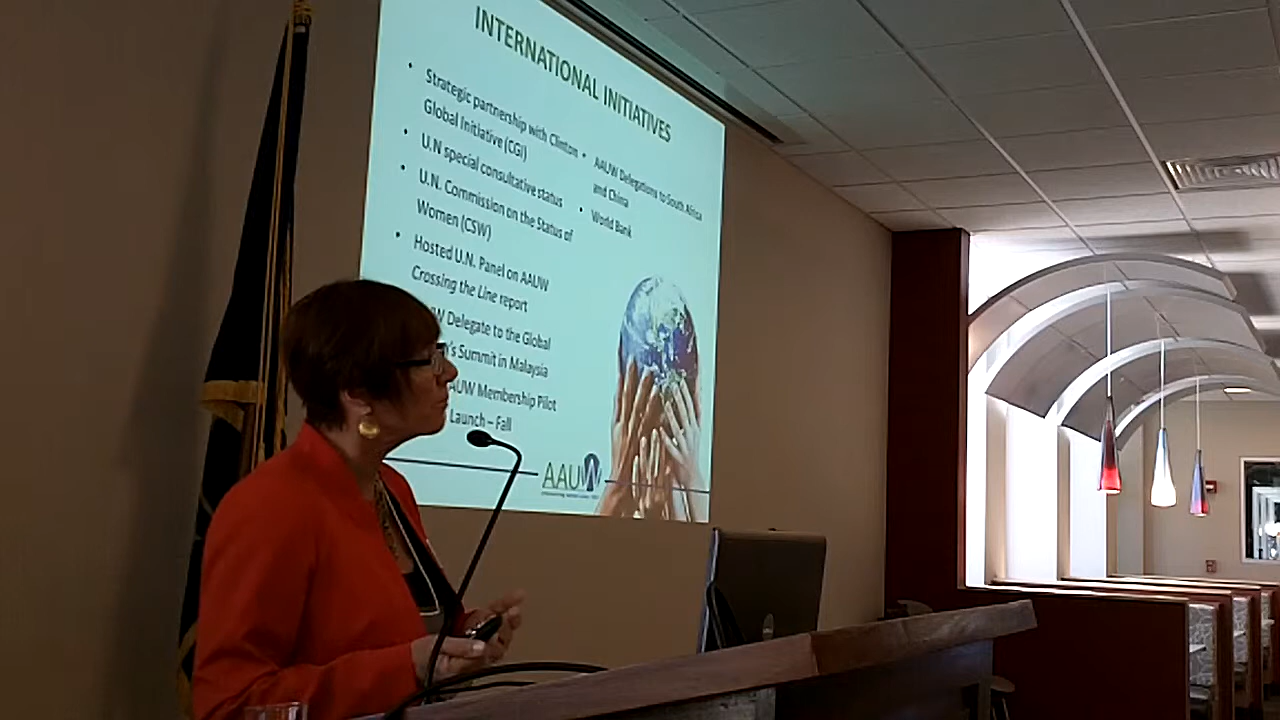 INTERNATIONAL INITIATIVES
• Strategic partnership with Clinton
Global Initiative (CGI)
• U.N special consultative status
• U.N. Commission on the Status of
Women (CSW)
• Hosted U.N. Panel on AAUW
Crossing the Line report
W Delegate to the Global
's Summit in Malaysia
AUW Membership Pilot
Launch – Fall
• AAUW Delegations to South Africa
and China
• World Bank
AAUW